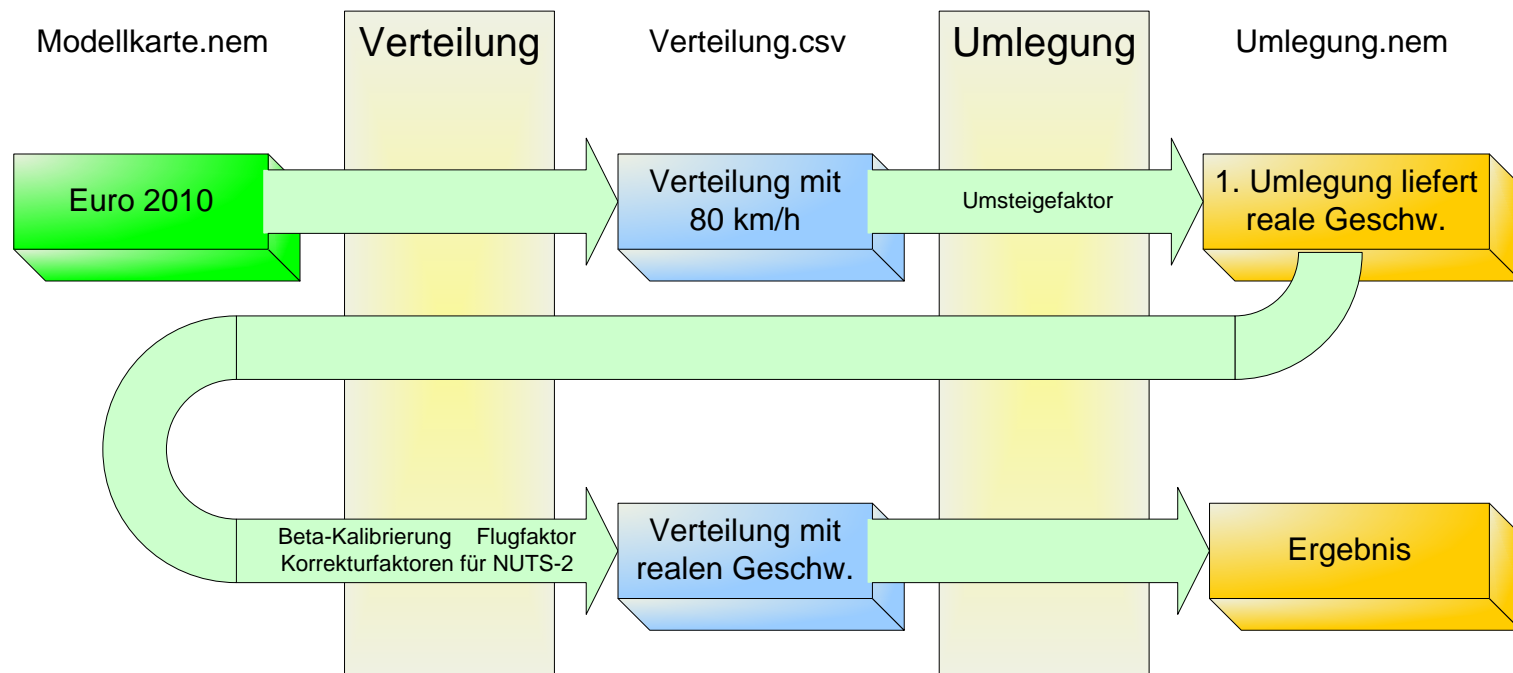 Modellkarte.nem
Verteilung
Verteilung.csv
Umlegung
Umlegung.nem
Euro 2010
Verteilung mit
80 km/h
Umsteigefaktor
1. Umlegung liefert
reale Geschw.
Beta-Kalibrierung Flugfaktor
Korrekturfaktoren für NUTS-2
Verteilung mit
realen Geschw.
Ergebnis